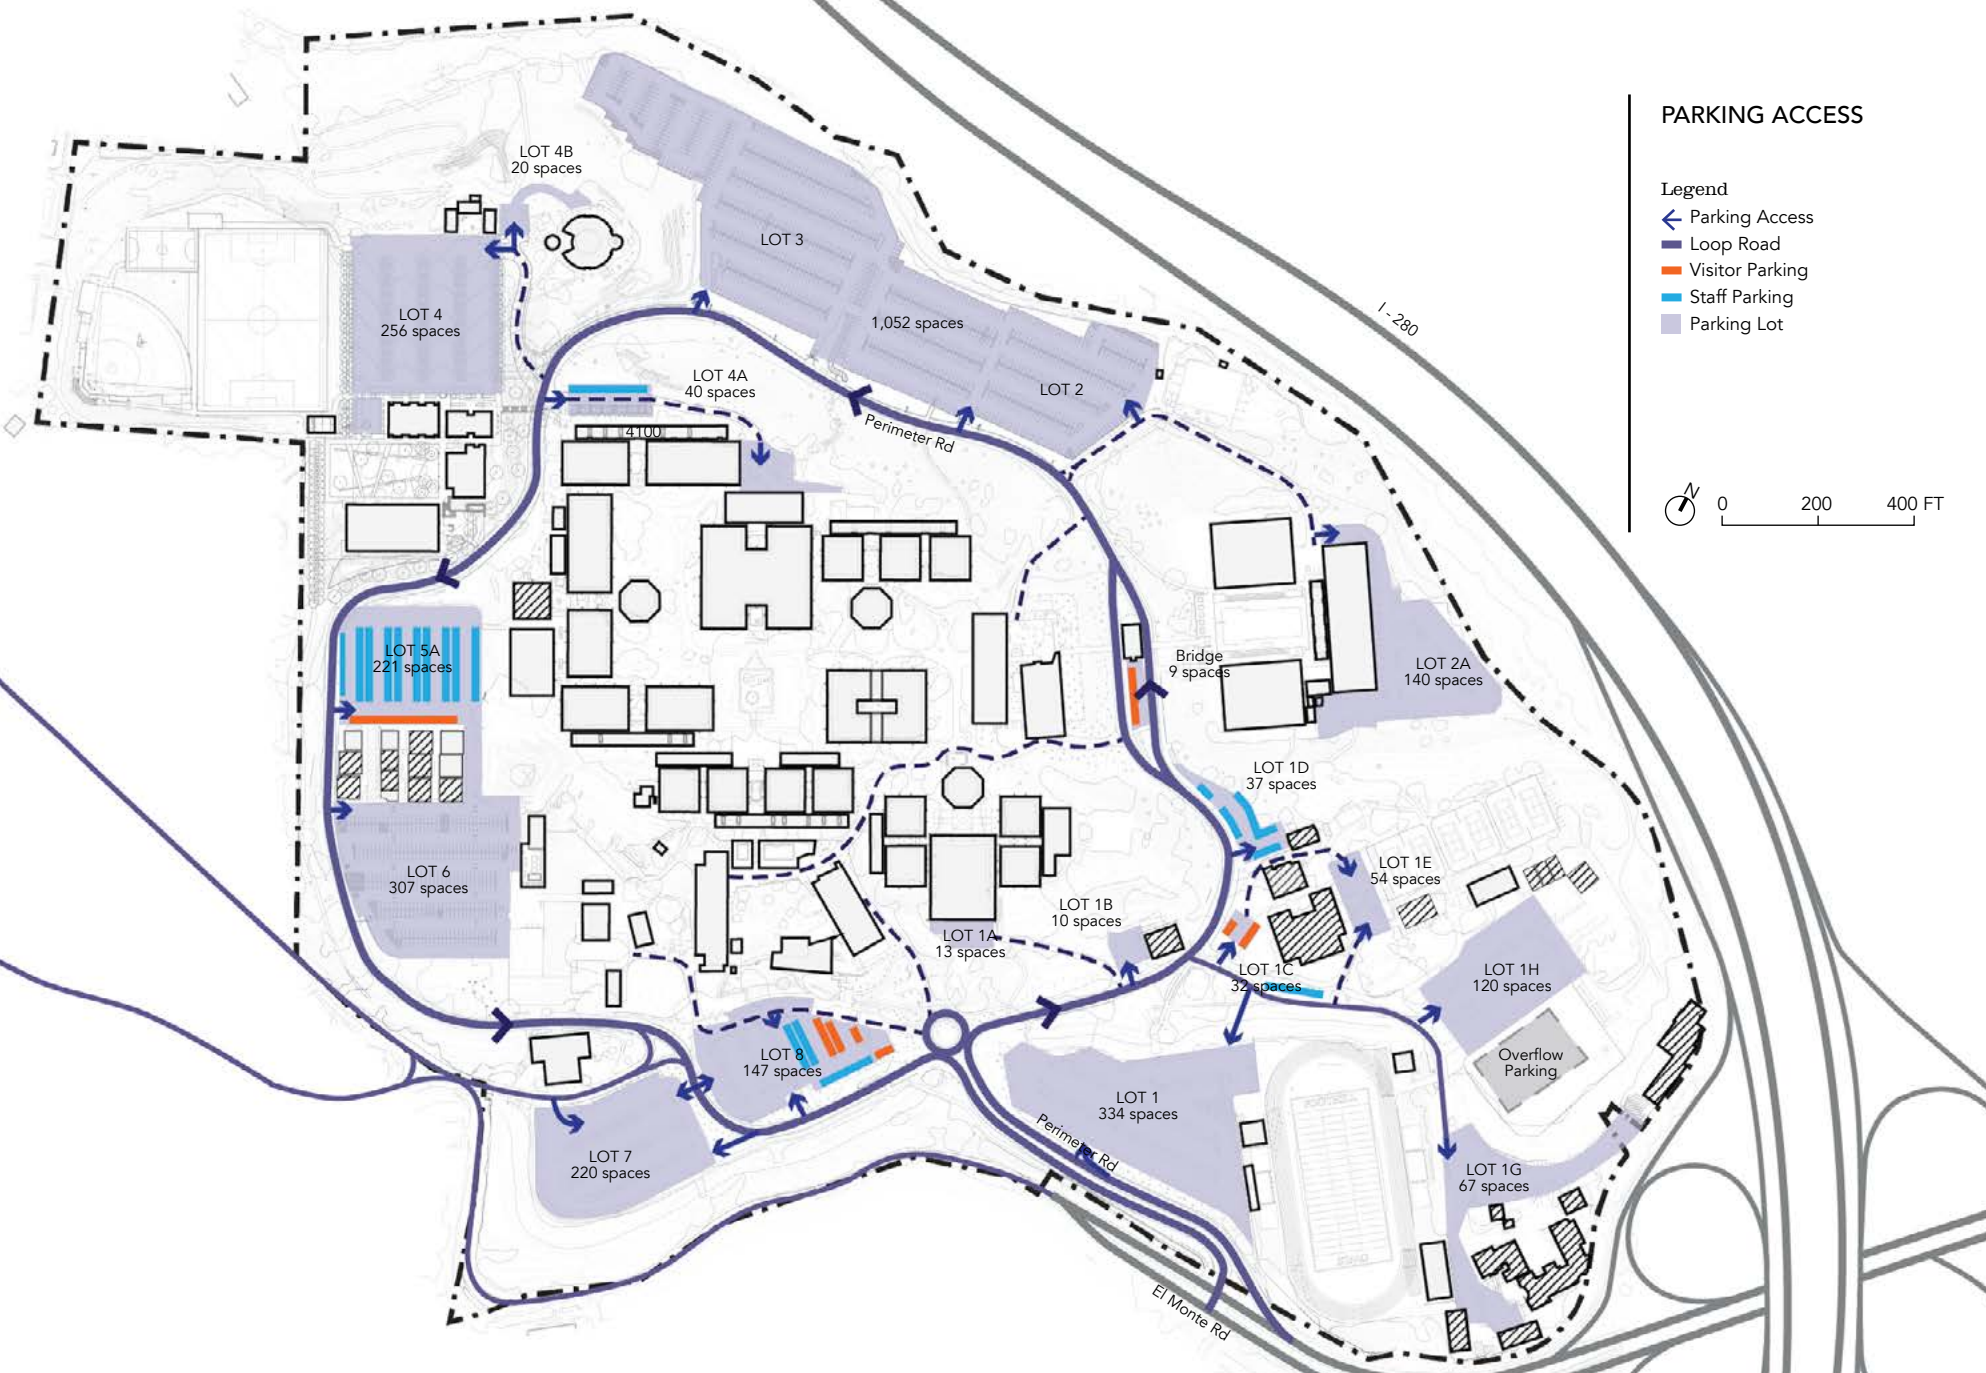 PARKING ACCESS
Legend
Parking Access
Loop Road
Visitor Parking
Staff Parking
Parking Lot
N
0 200 400 FT
I - 280
LOT 4B
20 spaces
LOT 3
LOT 4
256 spaces
1,052 spaces
LOT 4A
40 spaces
LOT 2
4100
Perimeter Rd
LOT 5A
221 spaces
Bridge
9 spaces
LOT 2A
140 spaces
LOT 1D
37 spaces
LOT 6
307 spaces
LOT 1E
54 spaces
LOT 1B
10 spaces
LOT 1A
13 spaces
LOT 1C
32 spaces
LOT 1H
120 spaces
LOT 8
147 spaces
Overflow
Parking
LOT 1
334 spaces
Perimeter Rd
LOT 7
220 spaces
LOT 1G
67 spaces
El Monte Rd